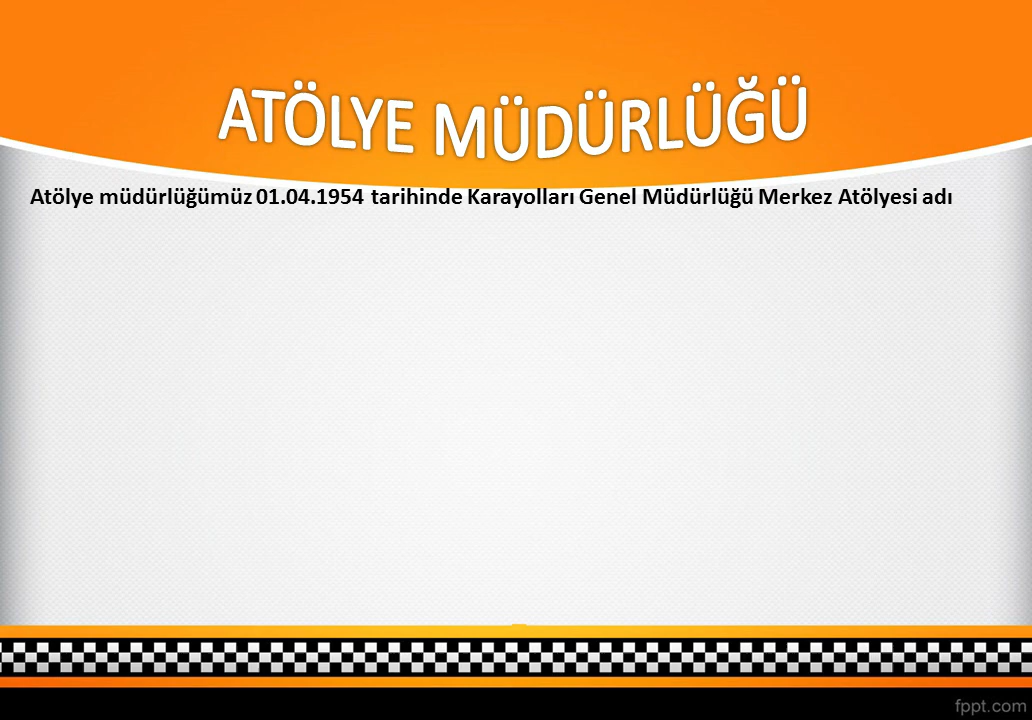 ATÖLYE MÜDÜRLÜĞÜ
Atölye müdürlüğümüz 01.04.1954 tarihinde Karayolları Genel Müdürlüğü Merkez Atölyesi adı
fppt.com